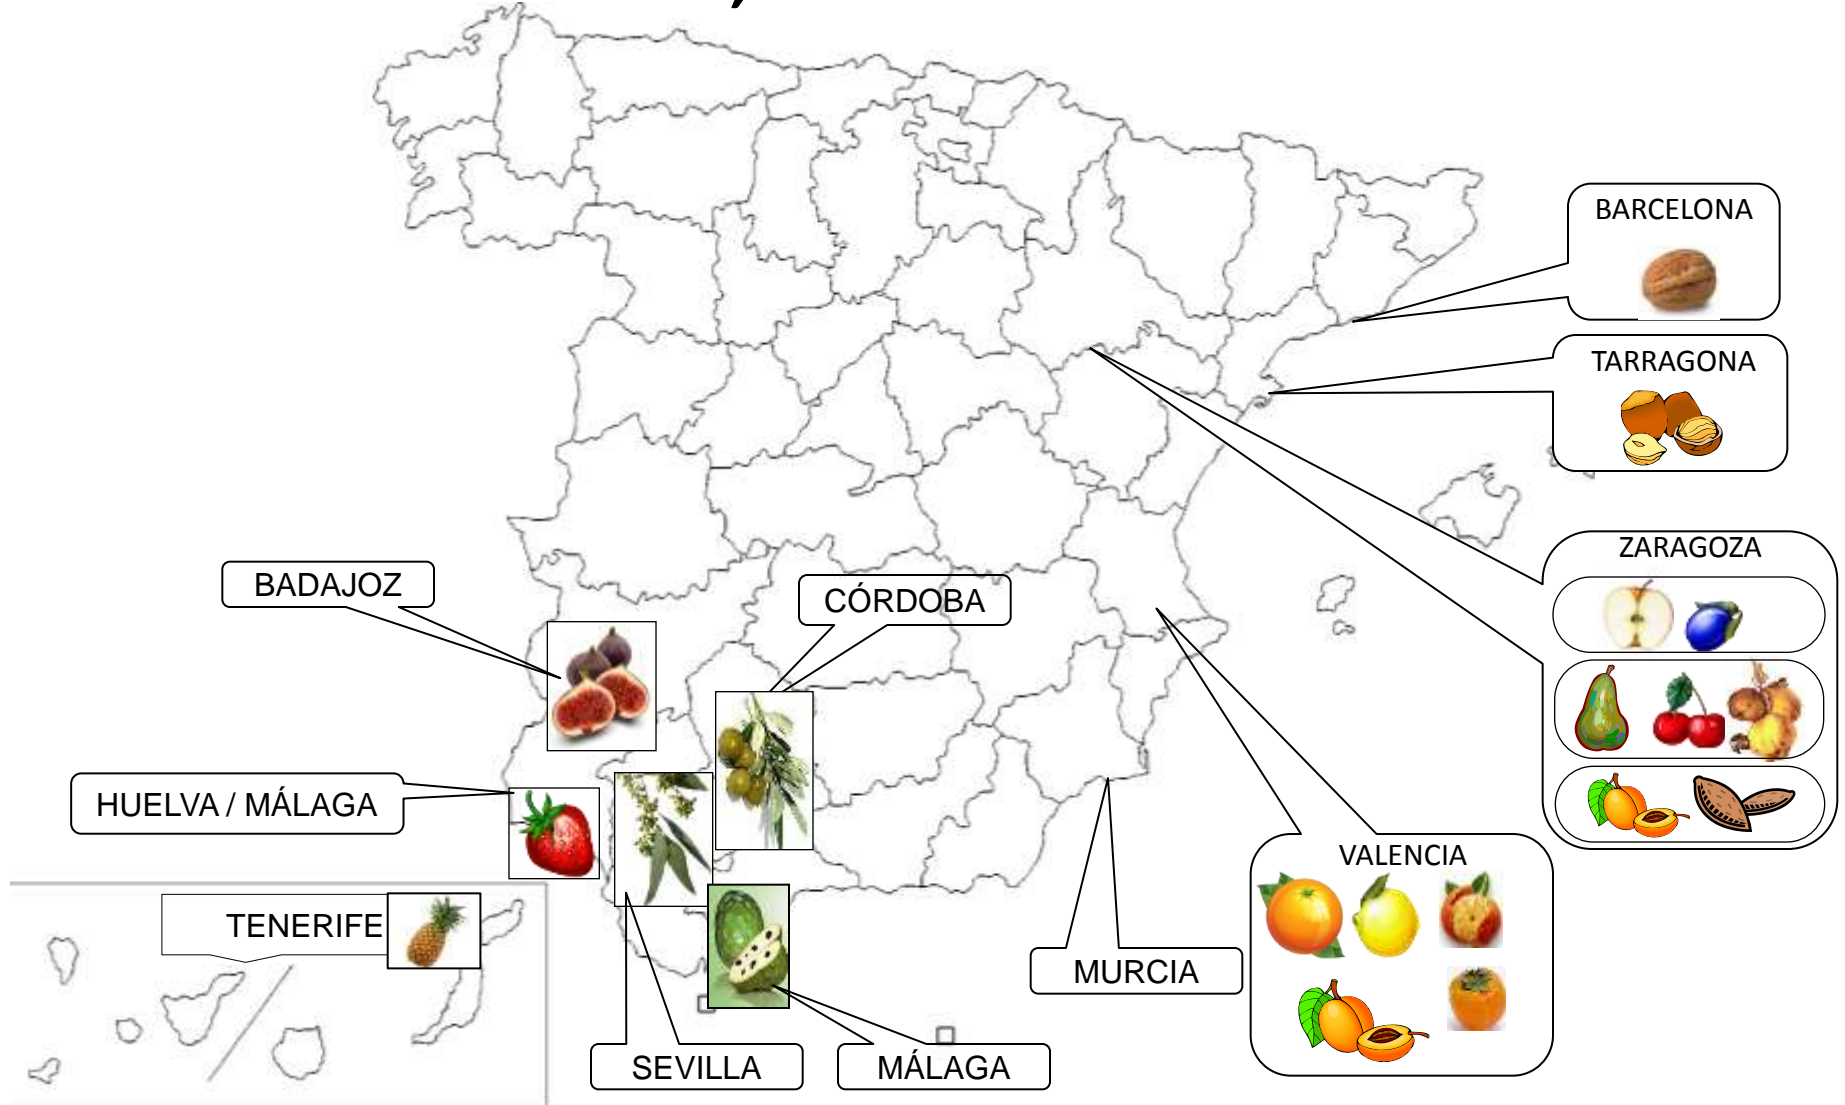 BARCELONA
TARRAGONA
ZARAGOZA
BADAJOZ
CÓRDOBA
HUELVA / MÁLAGA
VALENCIA
TENERIFE
MURCIA
SEVILLA
MÁLAGA